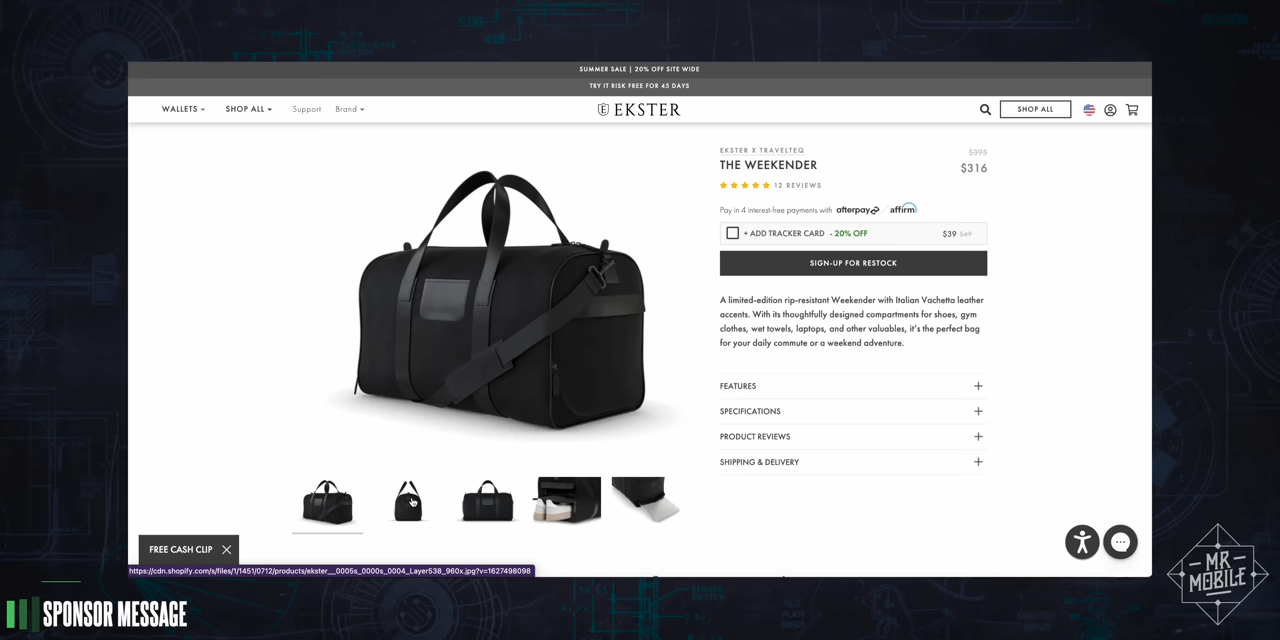 SUMMER SALE | 20% OFF SITE WIDE
TRY IT RISK FREE FOR 45 DAYS
WALLETS SHOP ALL Support Brand EKSTER SHOP ALL
EKSTER X TRAVELTEQ $395
THE WEEKENDER $316
12 REVIEWS
Pay in 4 interest-free payments with afterpay / affirm
+ ADD TRACKER CARD - 20% OFF $39 $49
SIGN-UP FOR RESTOCK
A limited-edition rip-resistant Weekender with Italian Vachetta leather
accents. With its thoughtfully designed compartments for shoes, gym
clothes, wet towels, laptops, and other valuables, it's the perfect bag
for your daily commute or a weekend adventure.
FEATURES +
SPECIFICATIONS +
PRODUCT REVIEWS +
SHIPPING & DELIVERY +
FREE CASH CLIP
https://cdn.shopify.com/s/files/1/1451/0712/products/ekster__0005s_0000s_0004_Layer538_960x.jpg?v=1627498098
SPONSOR MESSAGE
MR
MOBILE